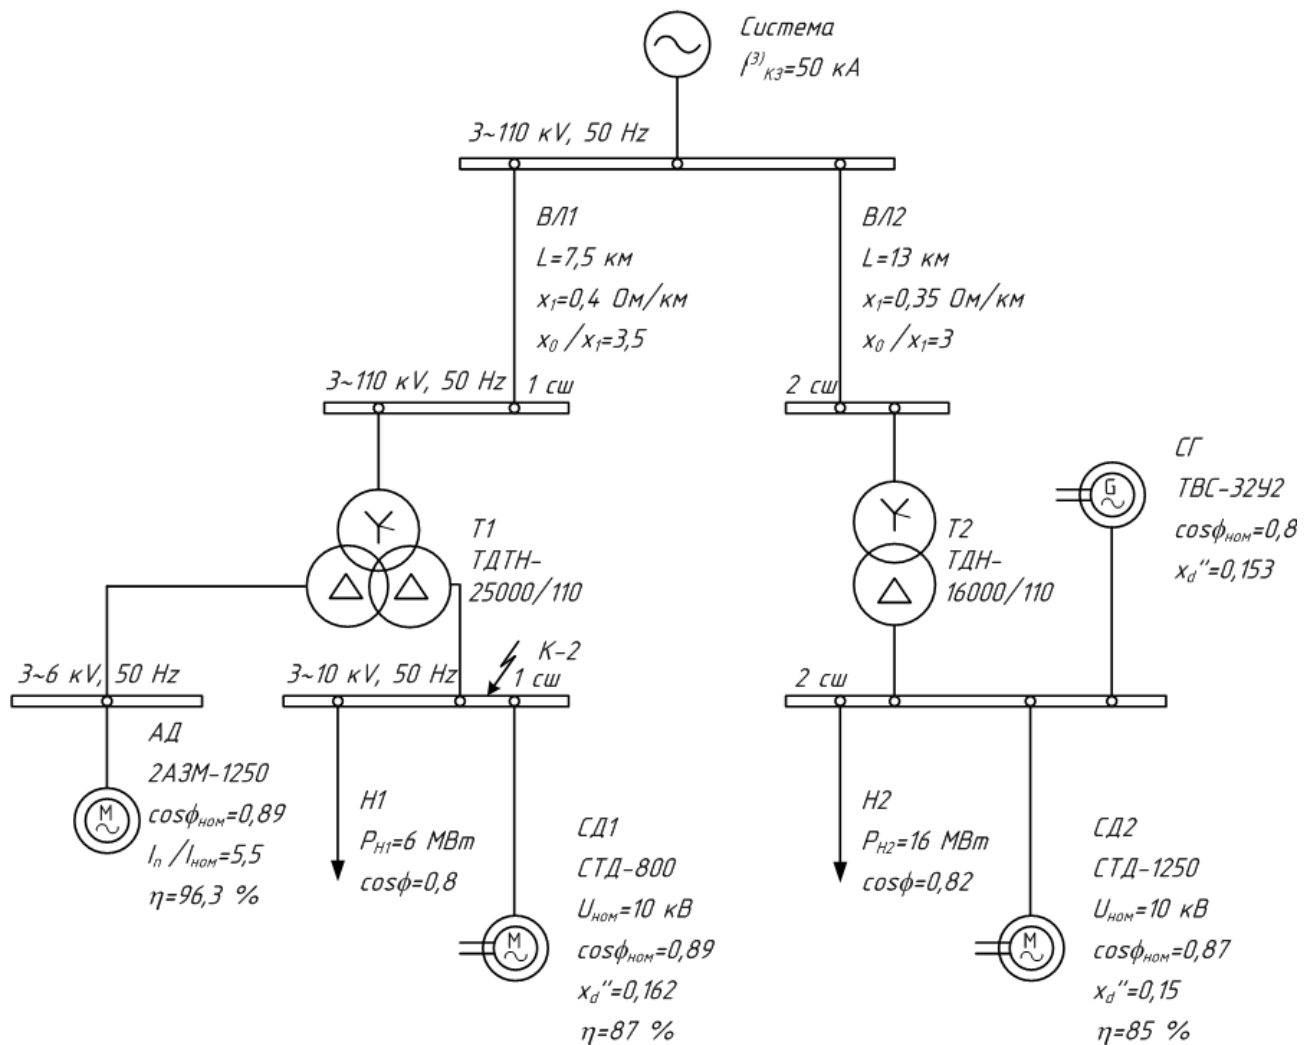 Система
I⁽³⁾КЗ=50 кА
3~110 кV, 50 Hz
ВЛ1
L=7,5 км
x₁=0,4 Ом/км
x₀/x₁=3,5
ВЛ2
L=13 км
x₁=0,35 Ом/км
x₀/x₁=3
3~110 кV, 50 Hz
1 сш
2 сш
Т1
ТДТН-
25000/110
Т2
ТДН-
16000/110
СГ
ТВС-32У2
cosϕном=0,8
xd''=0,153
G
К-2
3~6 кV, 50 Hz
3~10 кV, 50 Hz
1 сш
2 сш
АД
2АЗМ-1250
cosϕном=0,89
Iп/Iном=5,5
η=96,3 %
М
Н1
РН1=6 МВт
cosϕ=0,8
СД1
СТД-800
Uном=10 кВ
cosϕном=0,89
xd''=0,162
η=87 %
М
Н2
РН2=16 МВт
cosϕ=0,82
СД2
СТД-1250
Uном=10 кВ
cosϕном=0,87
xd''=0,15
η=85 %
М